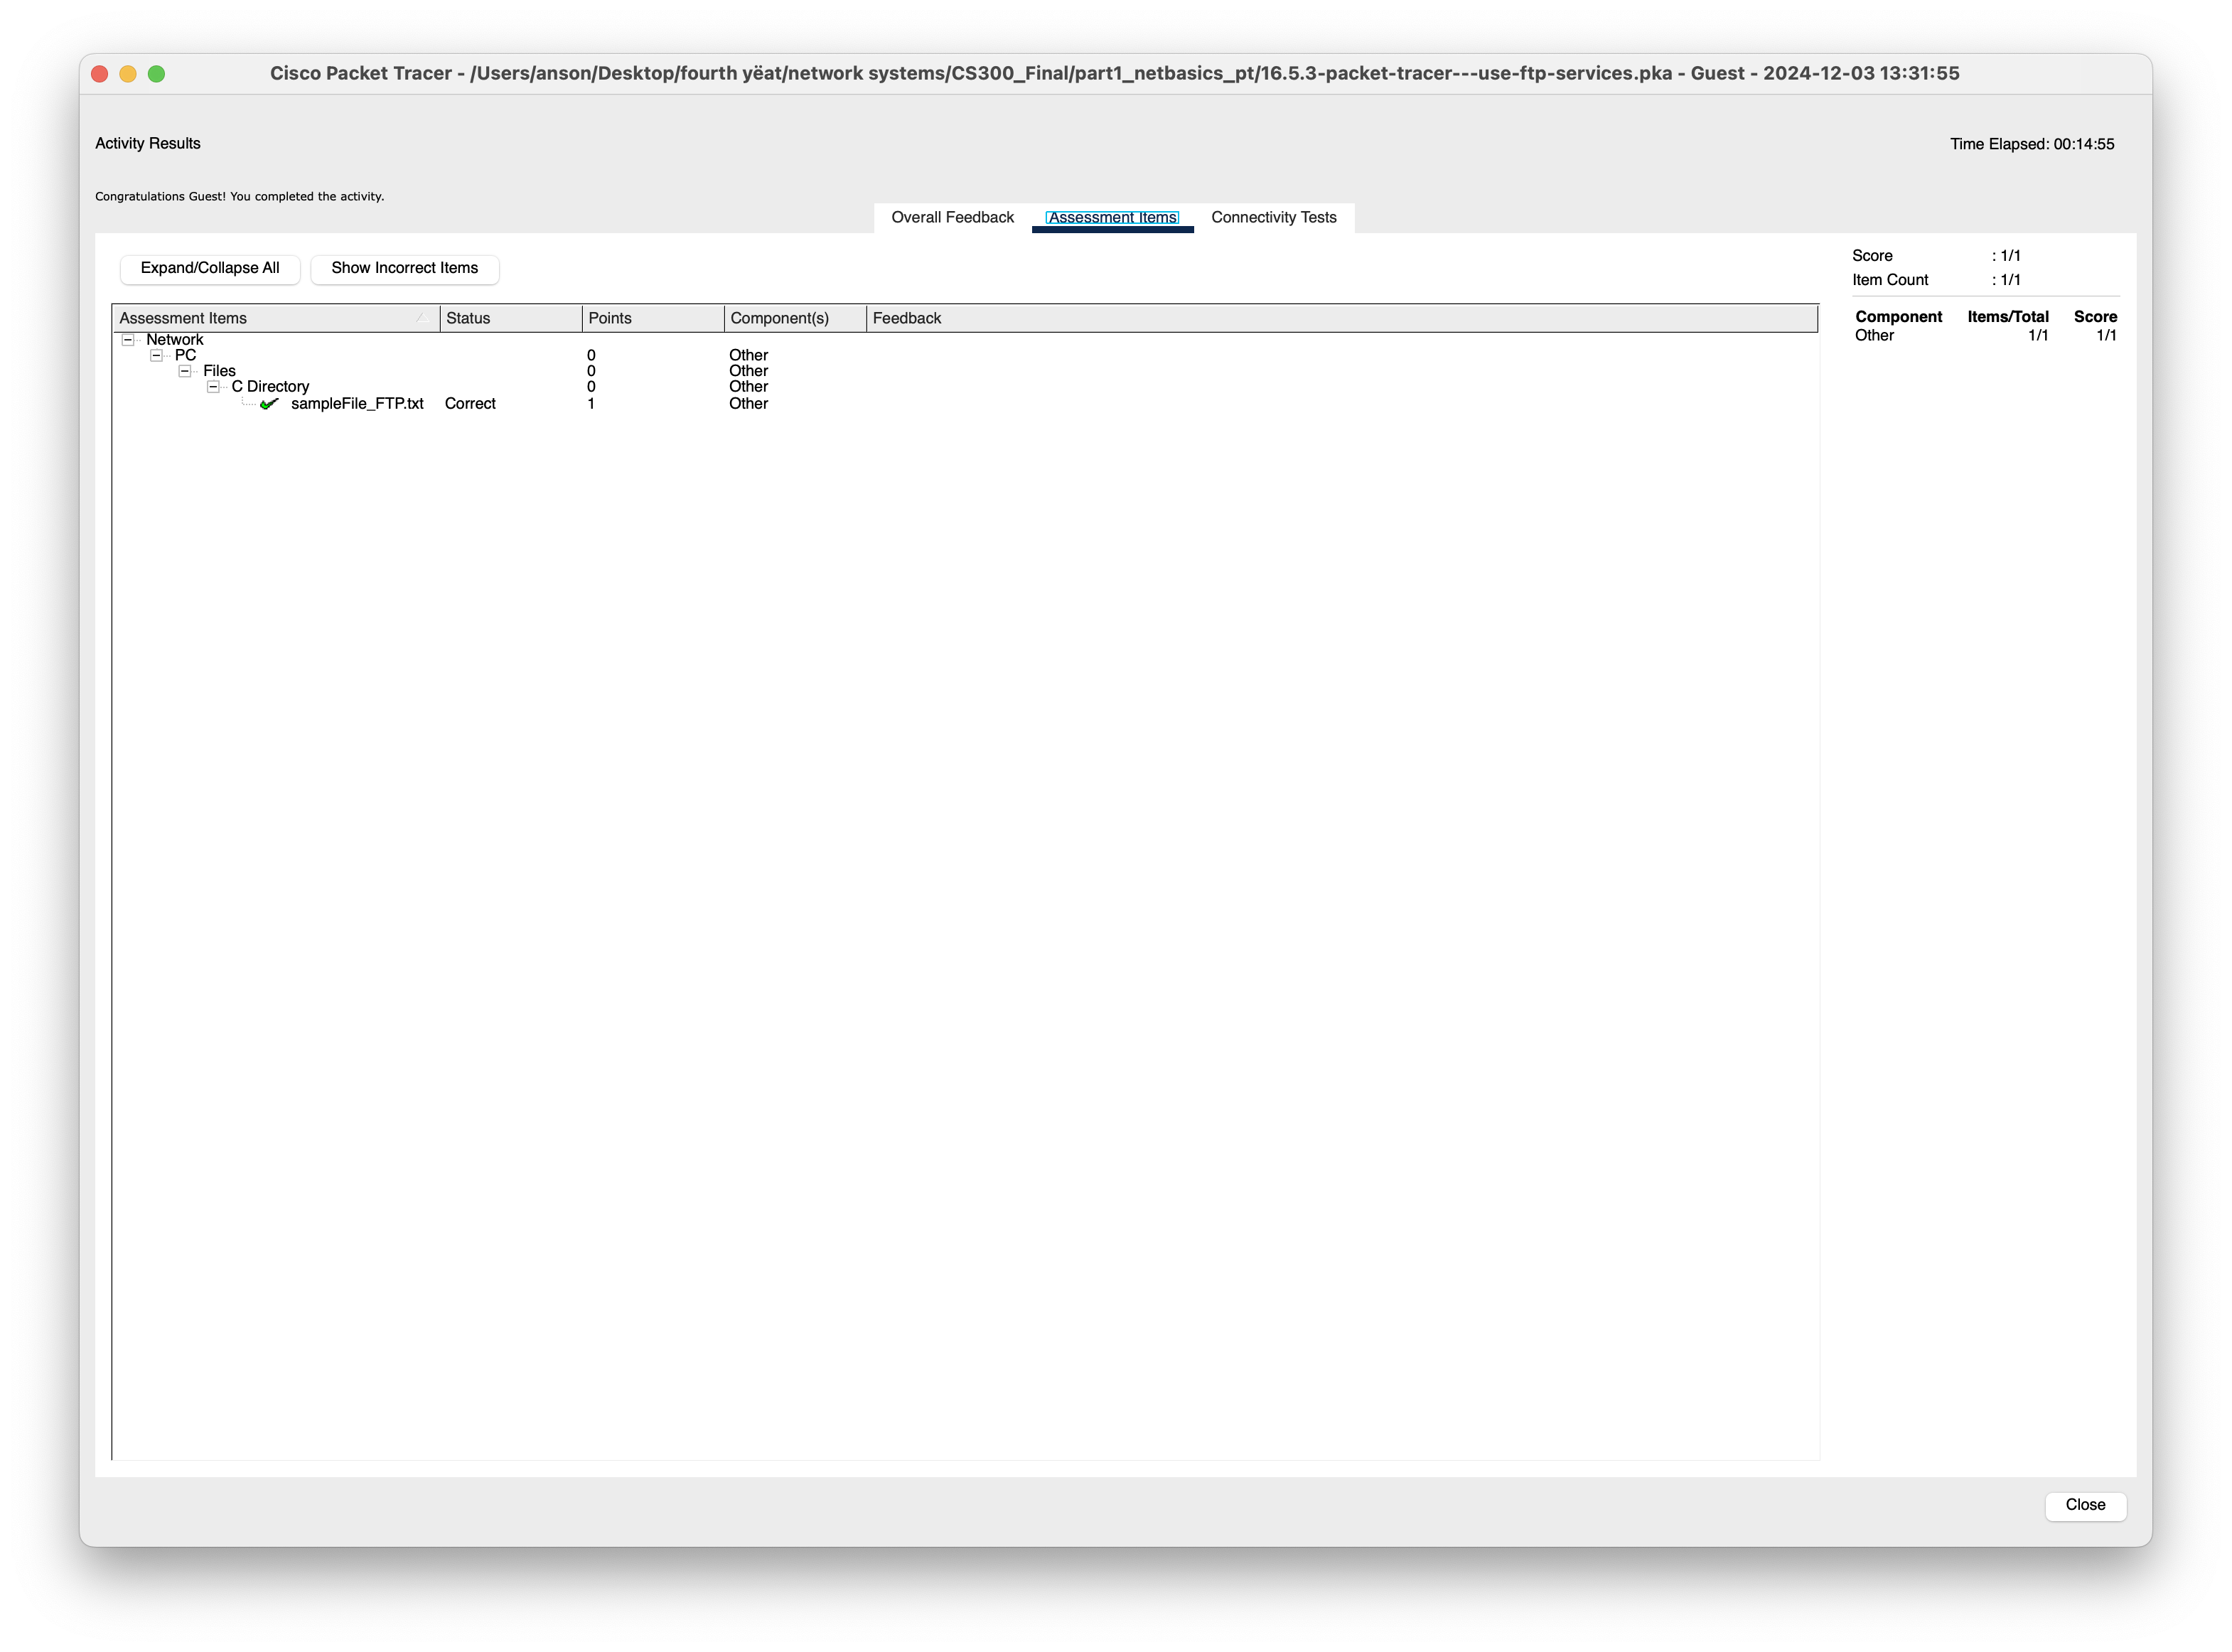 Cisco Packet Tracer - /Users/anson/Desktop/fourth yëat/network systems/CS300_Final/part1_netbasics_pt/16.5.3-packet-tracer---use-ftp-services.pka - Guest - 2024-12-03 13:31:55
Activity Results
Time Elapsed: 00:14:55
Congratulations Guest! You completed the activity.
Overall Feedback Assessment Items Connectivity Tests
Expand/Collapse All Show Incorrect Items
Score : 1/1
Item Count : 1/1
Component Items/Total Score
Other 1/1 1/1
Assessment Items Status Points Component(s) Feedback
Network
PC 0 Other
Files 0 Other
C Directory 0 Other
sampleFile_FTP.txt Correct 1 Other
Close